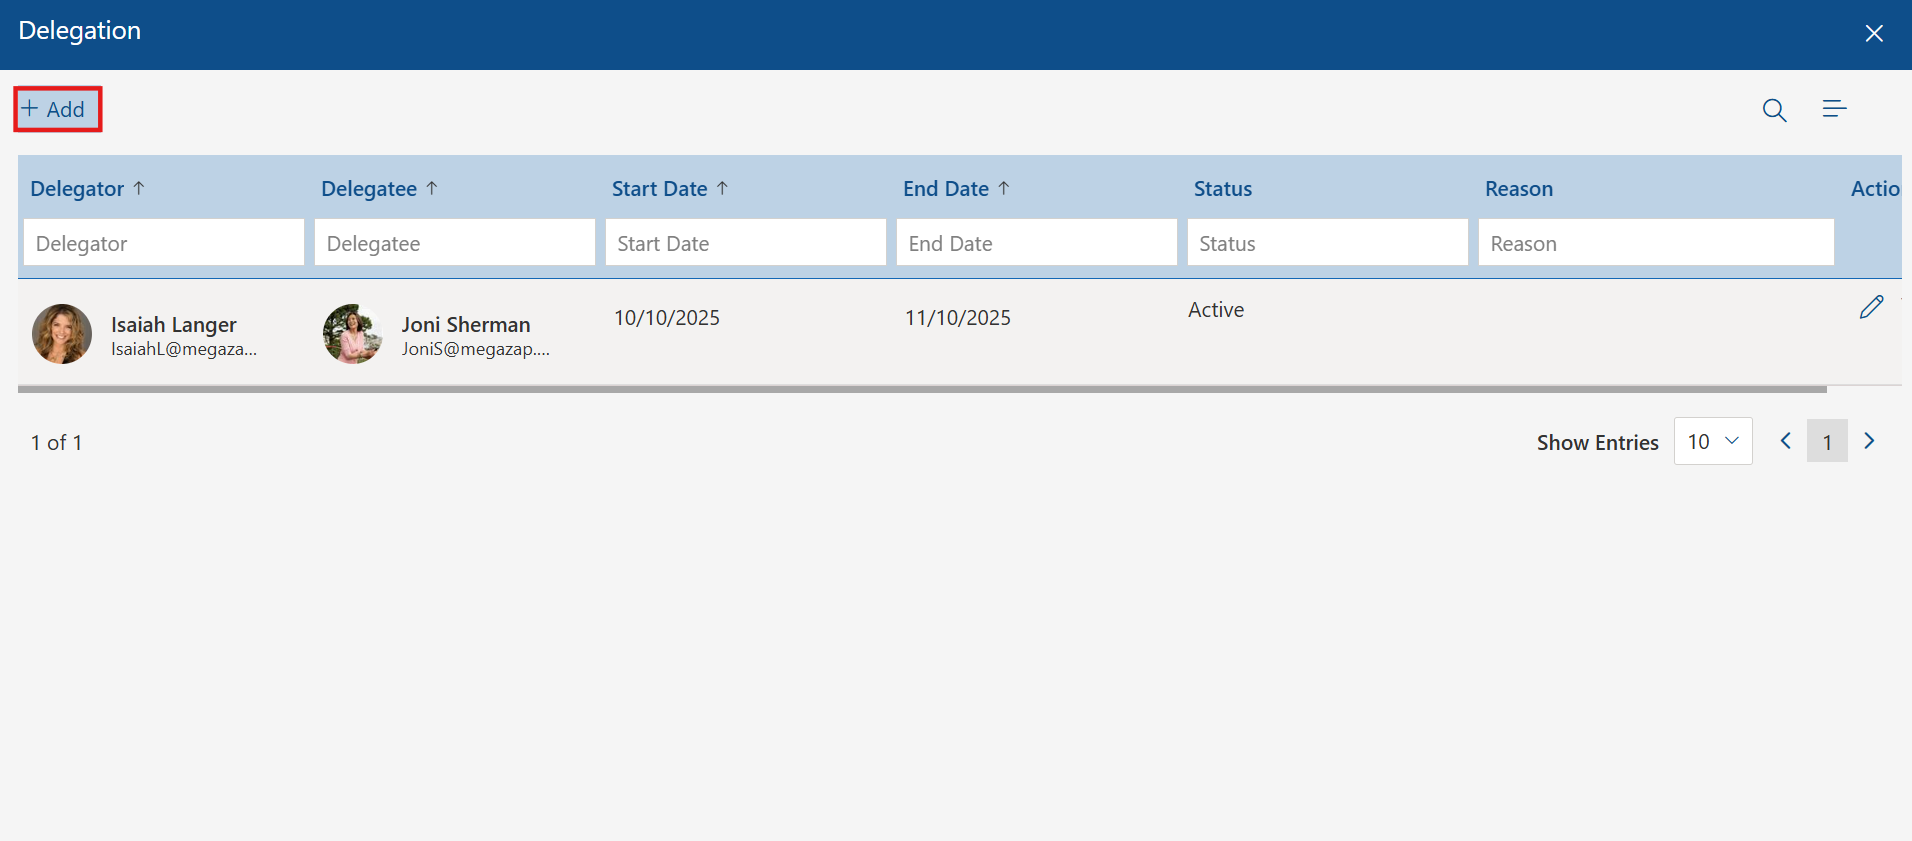 Delegation
+ Add
Delegator ↑ Delegatee ↑ Start Date ↑ End Date ↑ Status Reason Actio
Delegator Delegatee Start Date End Date Status Reason
Isaiah Langer Joni Sherman 10/10/2025 11/10/2025 Active
IsaiahL@megaza... JoniS@megazap....
1 of 1 Show Entries 10 1